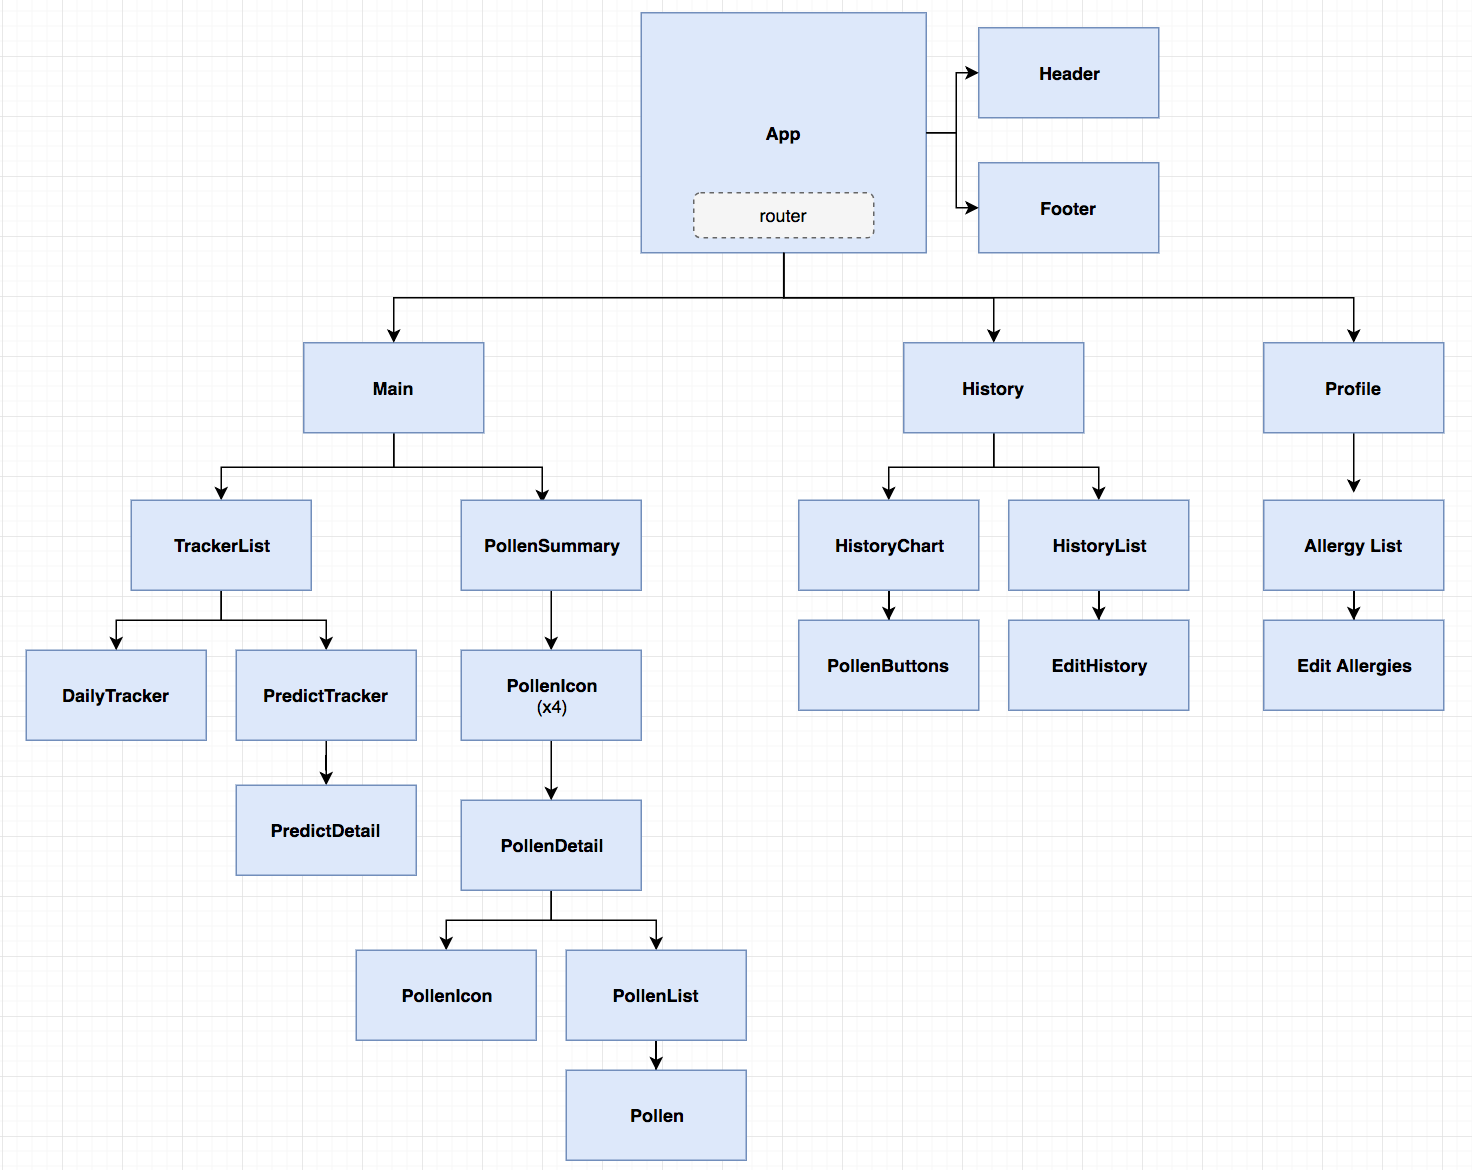 App
router
Header
Footer
Main
History
Profile
TrackerList
PollenSummary
HistoryChart
HistoryList
Allergy List
DailyTracker
PredictTracker
PollenIcon
(x4)
PollenButtons
EditHistory
Edit Allergies
PredictDetail
PollenDetail
PollenIcon
PollenList
Pollen